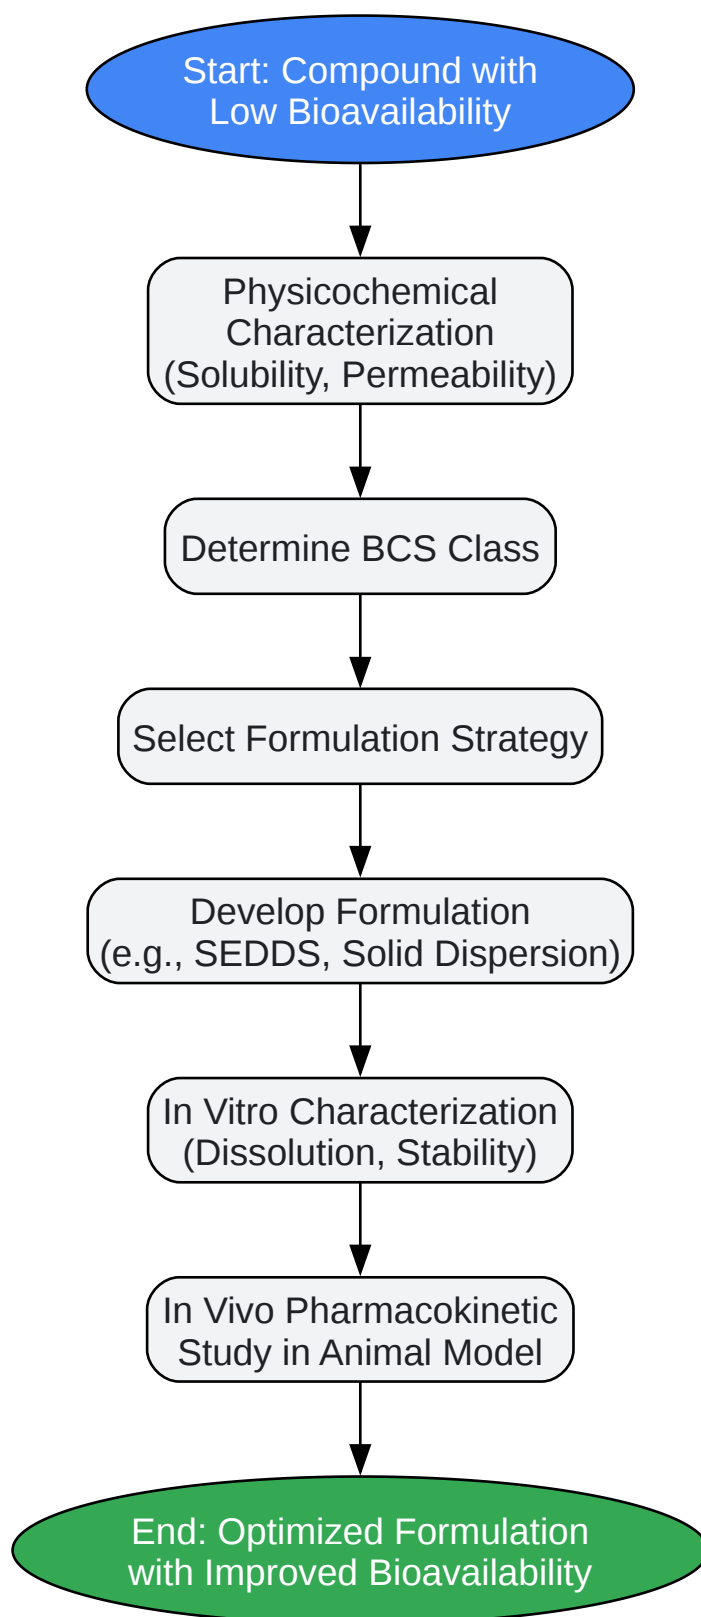 Start: Compound with
Low Bioavailability
Physicochemical
Characterization
(Solubility, Permeability)
Determine BCS Class
Select Formulation Strategy
Develop Formulation
(e.g., SEDDS, Solid Dispersion)
In Vitro Characterization
(Dissolution, Stability)
In Vivo Pharmacokinetic
Study in Animal Model
End: Optimized Formulation
with Improved Bioavailability